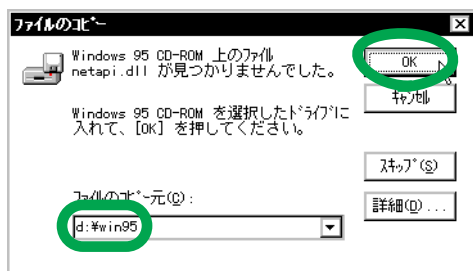 ﾌｧｲﾙのｺﾋﾟｰ
Windows 95 CD-ROM 上のﾌｧｲﾙ
netapi.dll が見つかりませんでした。
Windows 95 CD-ROM を選択したﾄﾞﾗｲﾌﾞに
入れて、[OK] を押してください。
ﾌｧｲﾙのｺﾋﾟｰ元(C):
d:¥win95
OK
ｷｬﾝｾﾙ
ｽｷｯﾌﾟ(S)
詳細(D)...